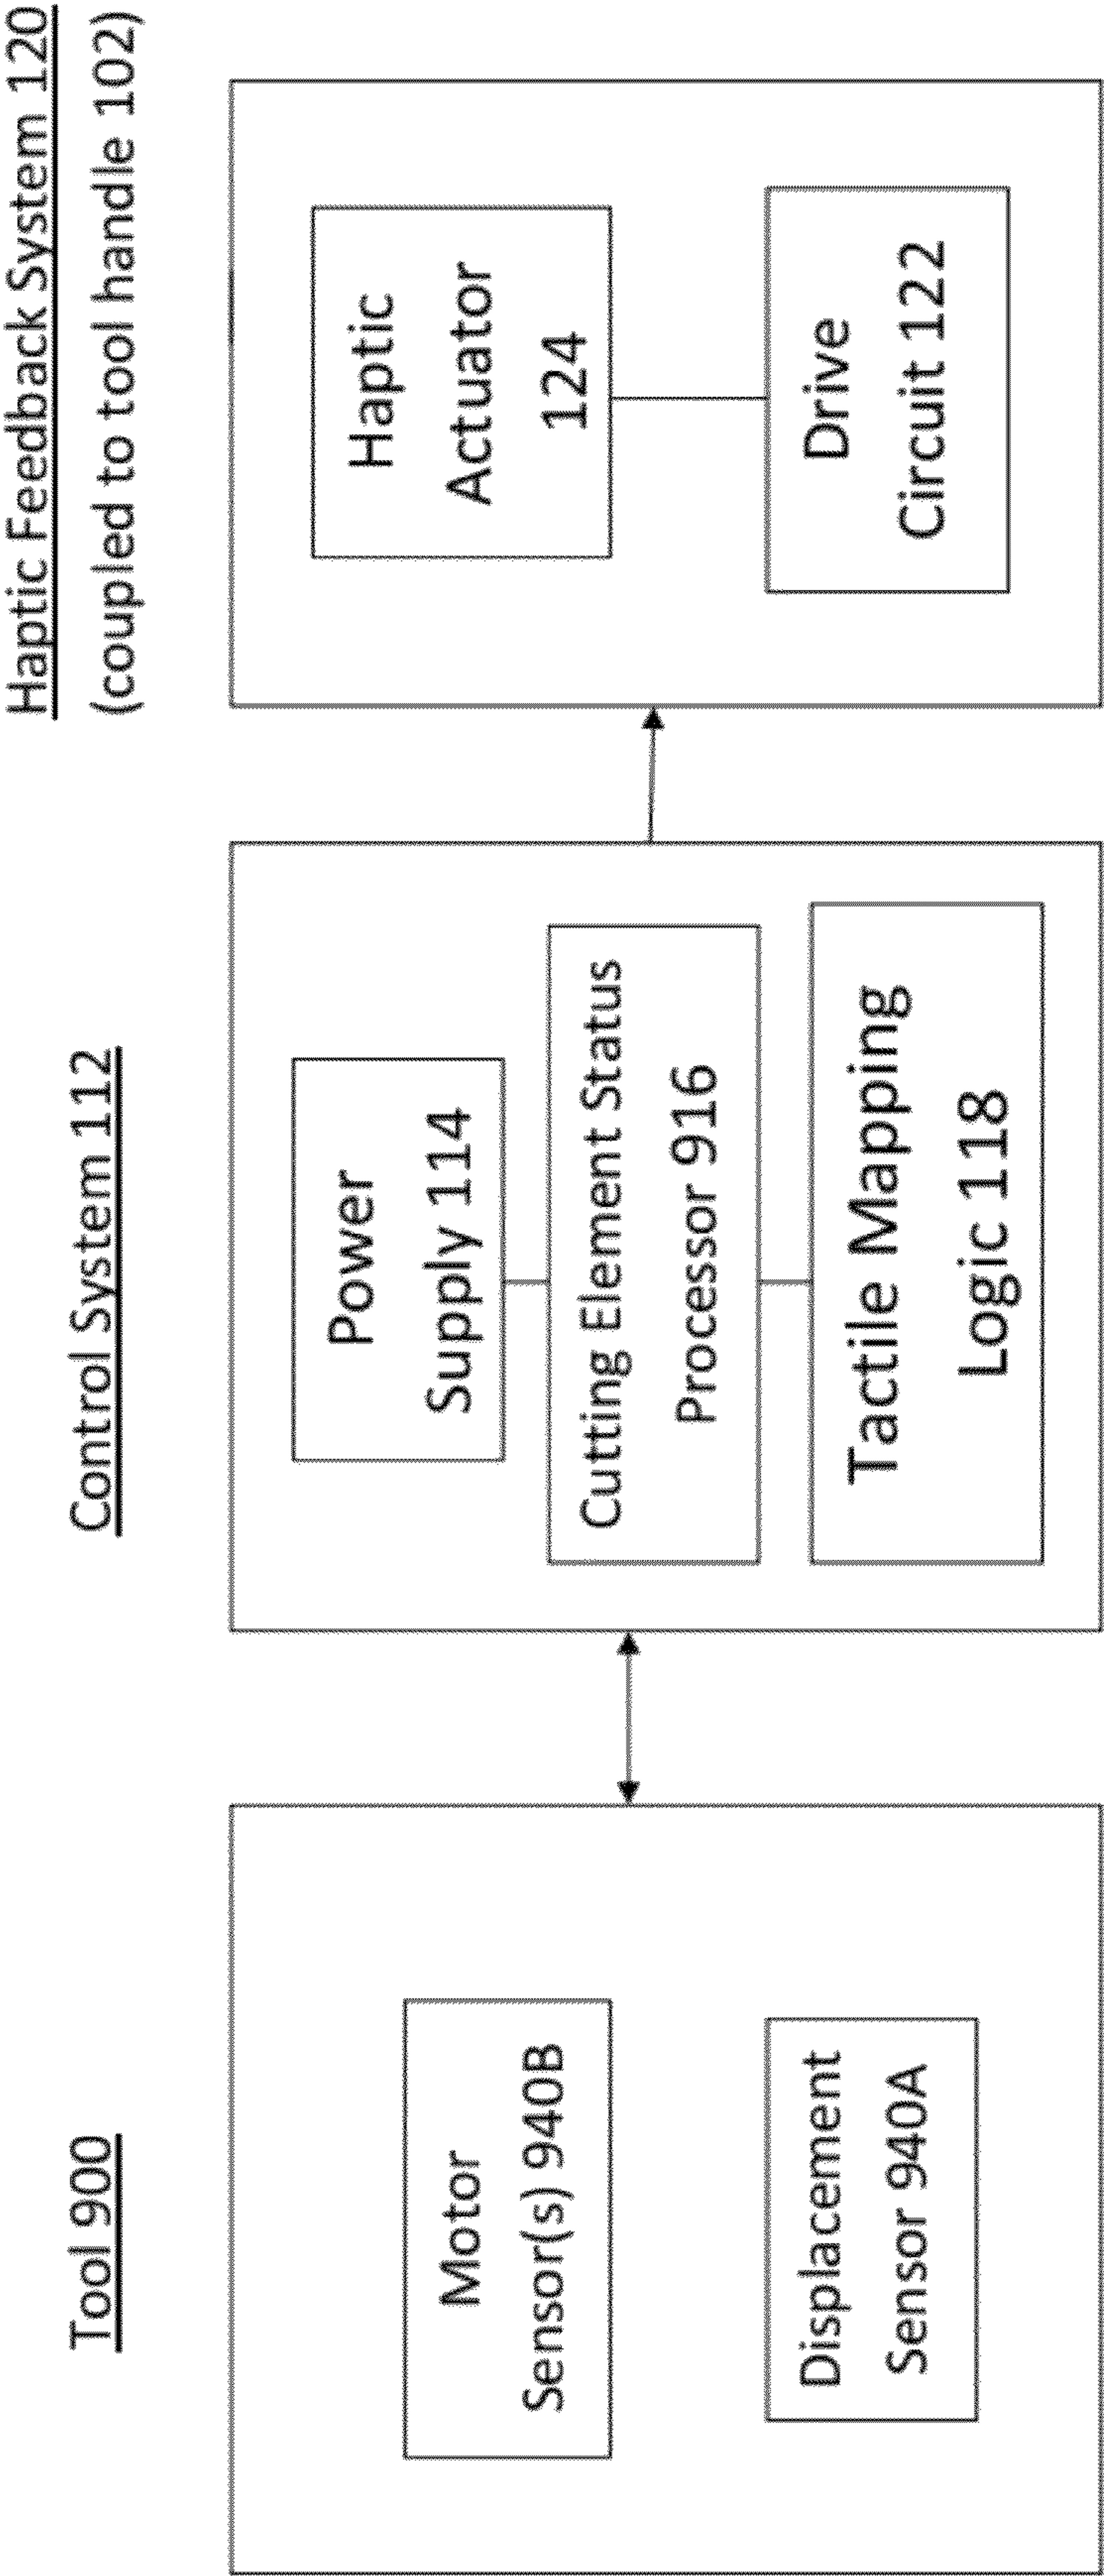 Tool 900
Motor
Sensor(s) 940B
Displacement
Sensor 940A
Control System 112
Power
Supply 114
Cutting Element Status
Processor 916
Tactile Mapping
Logic 118
Haptic Feedback System 120
(coupled to tool handle 102)
Haptic
Actuator
124
Drive
Circuit 122